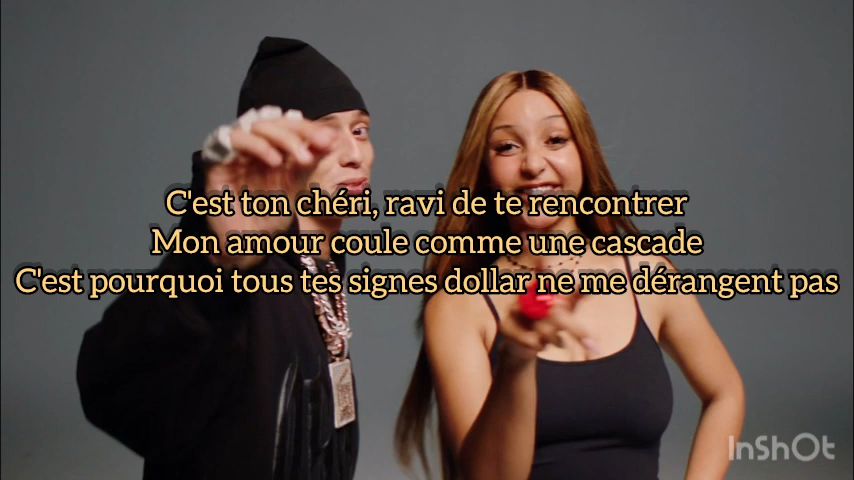 C'est ton chéri, ravi de te rencontrer
Mon amour coule comme une cascade
C'est pourquoi tous tes signes dollar ne me dérangent pas
InShOt